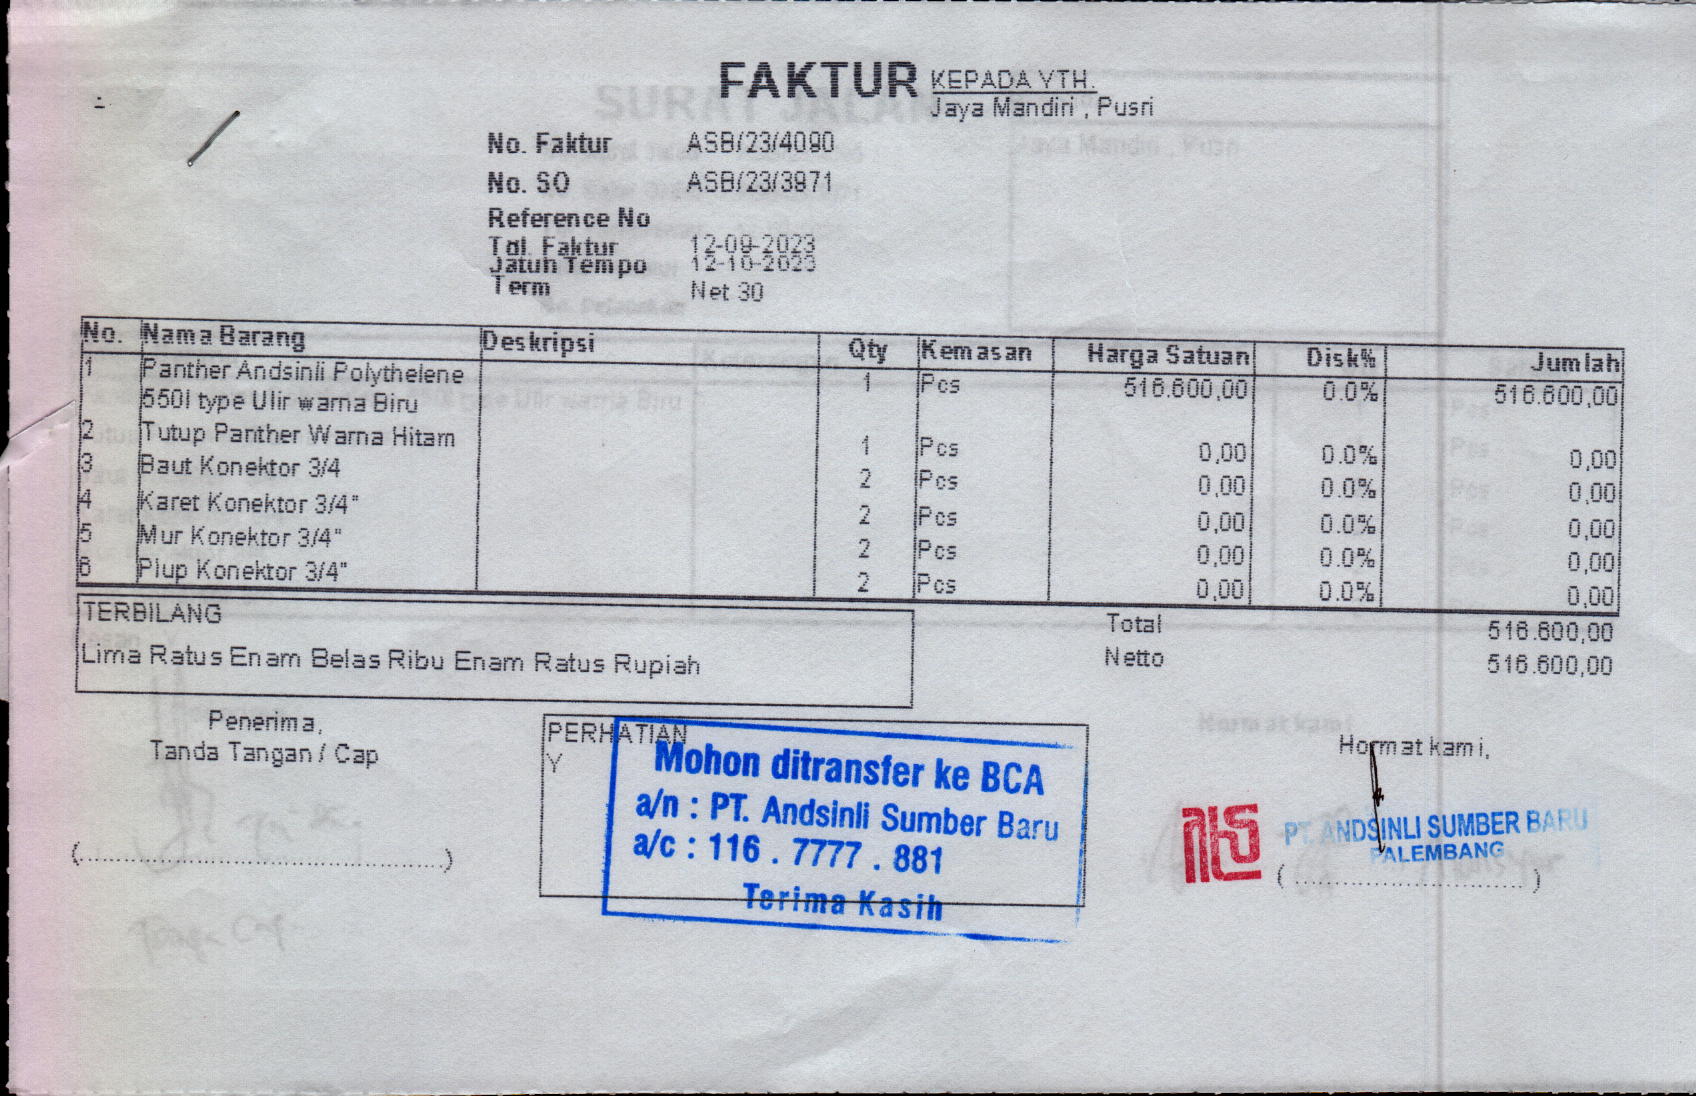 FAKTUR
KEPADA YTH.
Jaya Mandiri , Pusri
No. Faktur ASB/23/4090
No. SO ASB/23/3971
Reference No
Tgl. Faktur 12-09-2023
Jatuh Tempo 12-10-2023
Term Net 30
No. Nama Barang Deskripsi Qty Kemasan Harga Satuan Disk% Jumlah
1 Panther Andsinli Polythelene 1 Pcs 516.600,00 0.0% 516.600,00
550l type Ulir warna Biru
2 Tutup Panther Warna Hitam 1 Pcs 0,00 0.0% 0,00
3 Baut Konektor 3/4 2 Pcs 0,00 0.0% 0,00
4 Karet Konektor 3/4" 2 Pcs 0,00 0.0% 0,00
5 Mur Konektor 3/4" 2 Pcs 0,00 0.0% 0,00
6 Plup Konektor 3/4" 2 Pcs 0,00 0.0% 0,00
TERBILANG
Lima Ratus Enam Belas Ribu Enam Ratus Rupiah
Total 516.600,00
Netto 516.600,00
Penerima,
Tanda Tangan / Cap
(..........................................................)
PERHATIAN
Y
Mohon ditransfer ke BCA
a/n : PT. Andsinli Sumber Baru
a/c : 116 . 7777 . 881
Terima Kasih
Hormat kami,
PT. ANDSINLI SUMBER BARU
PALEMBANG
( .................................... )
SURAT JALAN
Jaya Mandiri , Pusri
Hormat kami